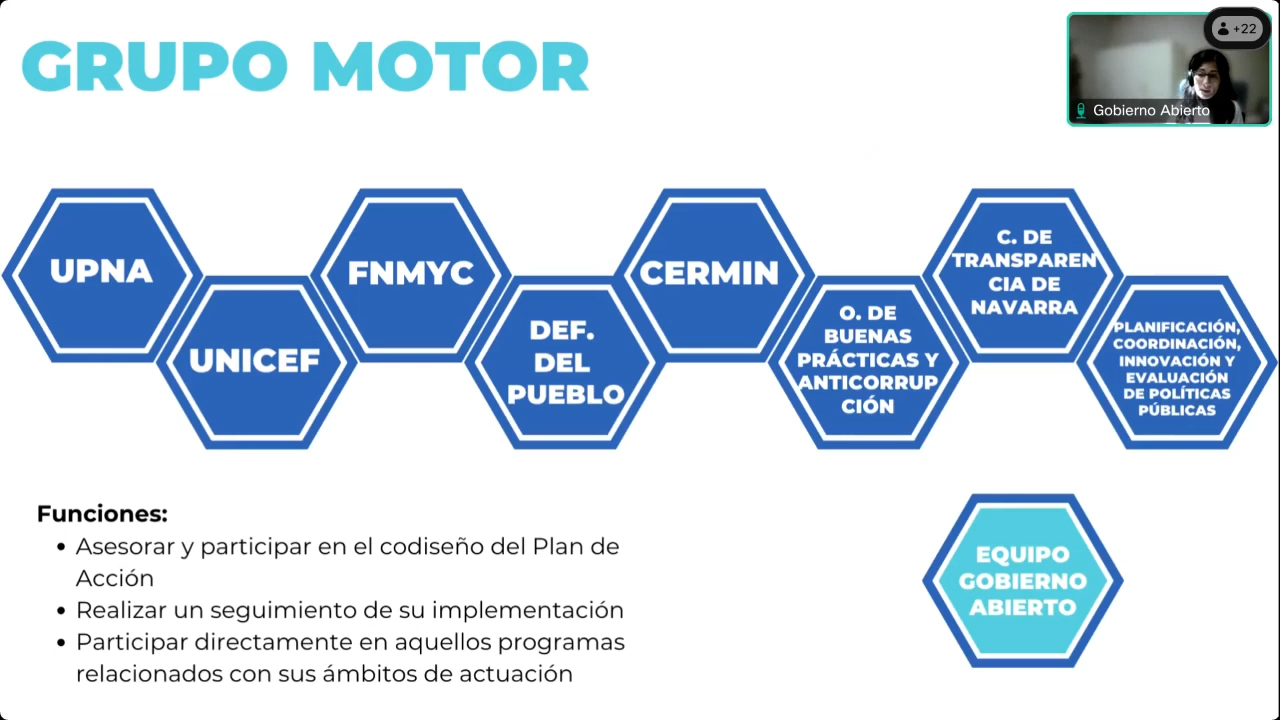 GRUPO MOTOR
+22
Gobierno Abierto
UPNA
UNICEF
FNMYC
DEF.
DEL
PUEBLO
CERMIN
O. DE
BUENAS
PRÁCTICAS Y
ANTICORRUP
CIÓN
C. DE
TRANSPAREN
CIA DE
NAVARRA
PLANIFICACIÓN,
COORDINACIÓN,
INNOVACIÓN Y
EVALUACIÓN
DE POLÍTICAS
PÚBLICAS
Funciones:
• Asesorar y participar en el codiseño del Plan de
Acción
• Realizar un seguimiento de su implementación
• Participar directamente en aquellos programas
relacionados con sus ámbitos de actuación
EQUIPO
GOBIERNO
ABIERTO